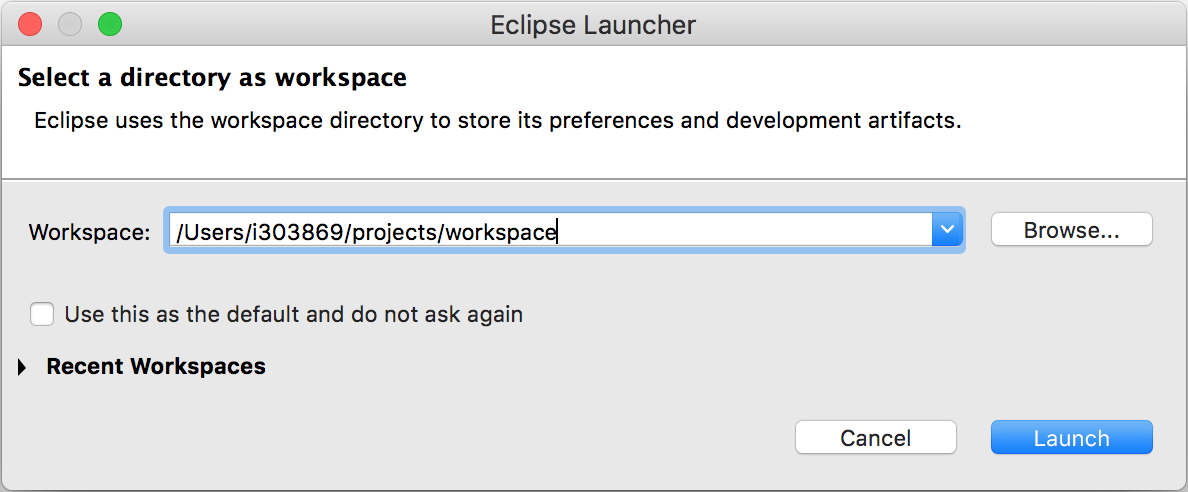 Eclipse Launcher
Select a directory as workspace
Eclipse uses the workspace directory to store its preferences and development artifacts.
Workspace: /Users/i303869/projects/workspace Browse...
Use this as the default and do not ask again
Recent Workspaces
Cancel Launch